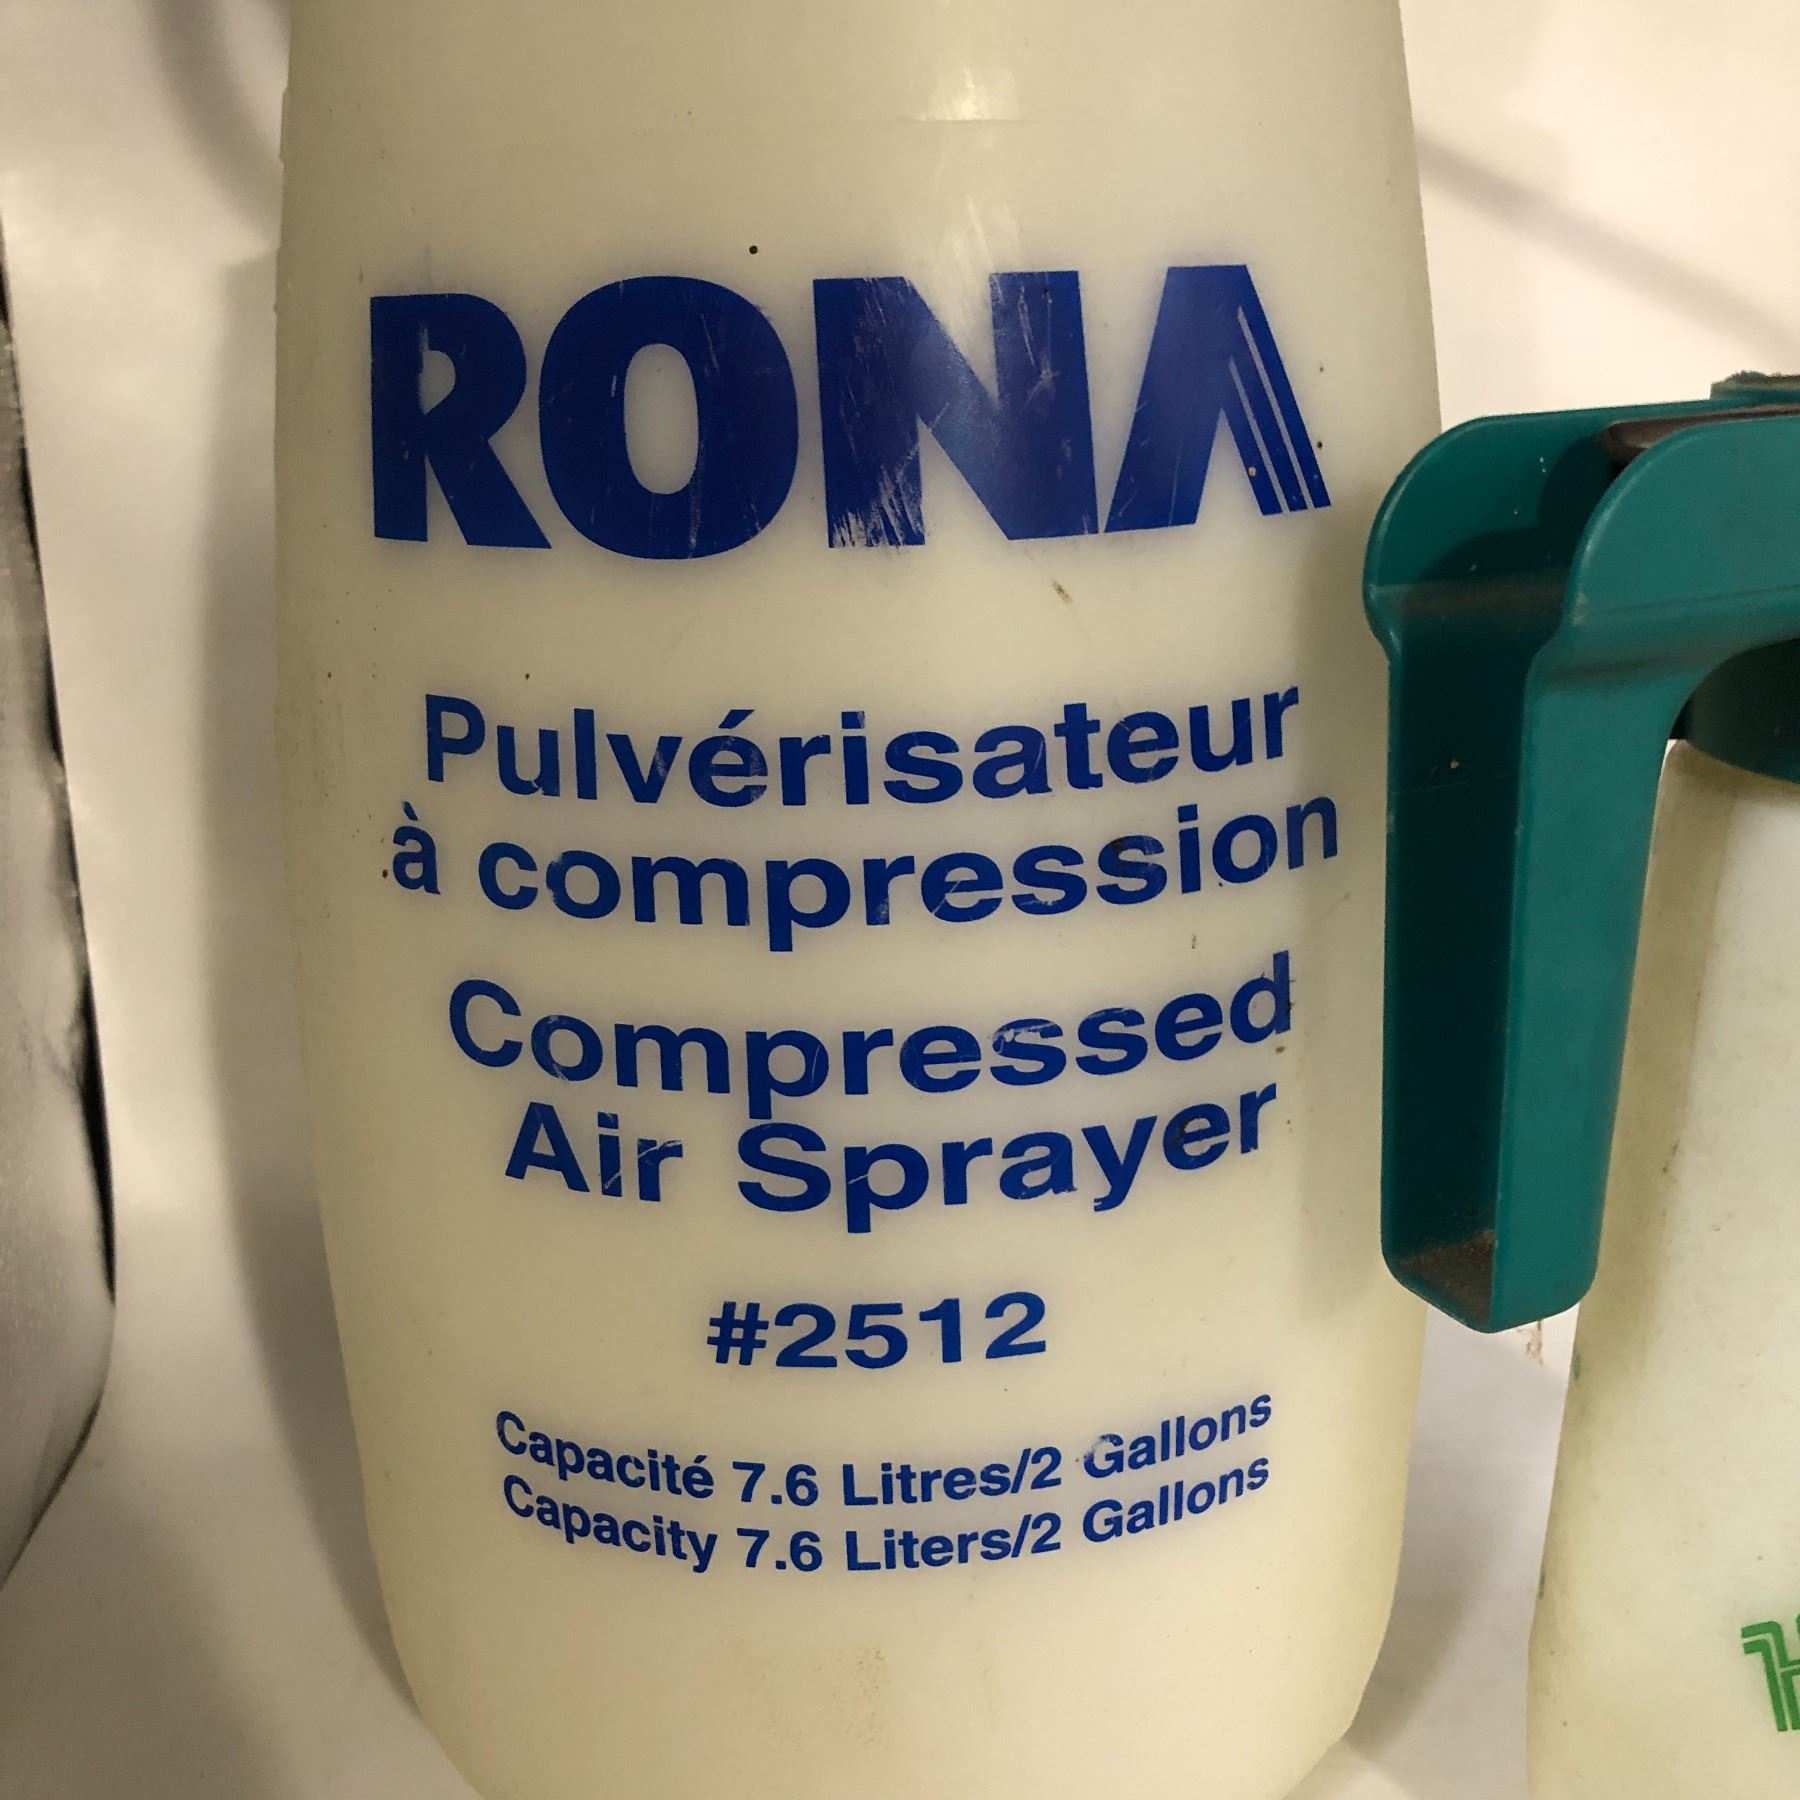 RONA
Pulvérisateur
à compression
Compressed
Air Sprayer
#2512
Capacité 7.6 Litres/2 Gallons
Capacity 7.6 Liters/2 Gallons